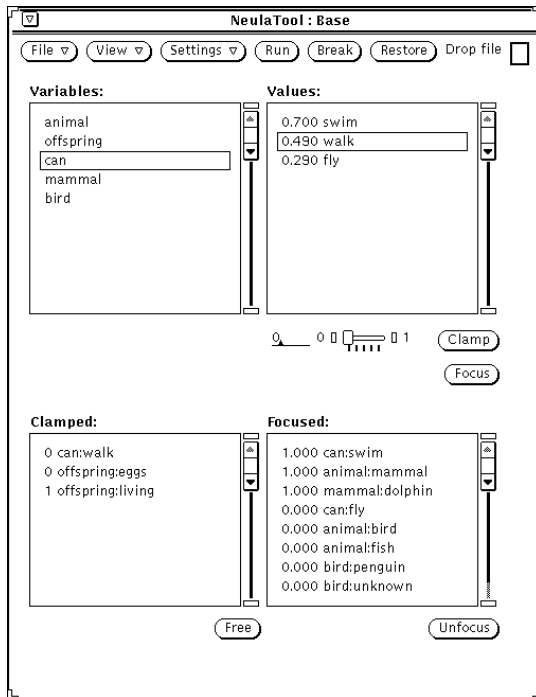 NeulaTool : Base
File View Settings Run Break Restore Drop file
Variables:
animal
offspring
can
mammal
bird
Values:
0.700 swim
0.490 walk
0.290 fly
0 0 1 Clamp
Focus
Clamped:
0 can:walk
0 offspring:eggs
1 offspring:living
Free
Focused:
1.000 can:swim
1.000 animal:mammal
1.000 mammal:dolphin
0.000 can:fly
0.000 animal:bird
0.000 animal:fish
0.000 bird:penguin
0.000 bird:unknown
Unfocus